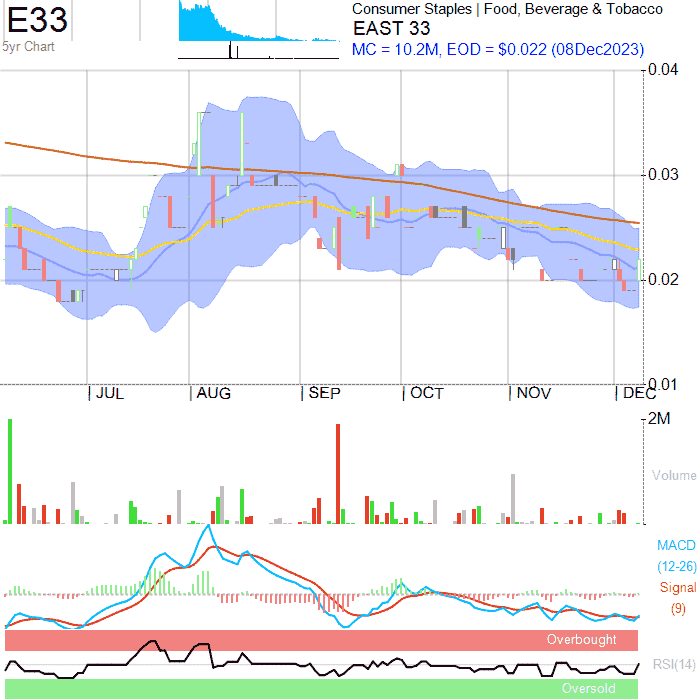 E33
5yr Chart
Consumer Staples | Food, Beverage & Tobacco
EAST 33
MC = 10.2M, EOD = $0.022 (08Dec2023)
0.04
0.03
0.02
0.01
JUL AUG SEP OCT NOV DEC
2M
Volume
MACD
(12-26)
Signal
(9)
Overbought
RSI(14)
Oversold